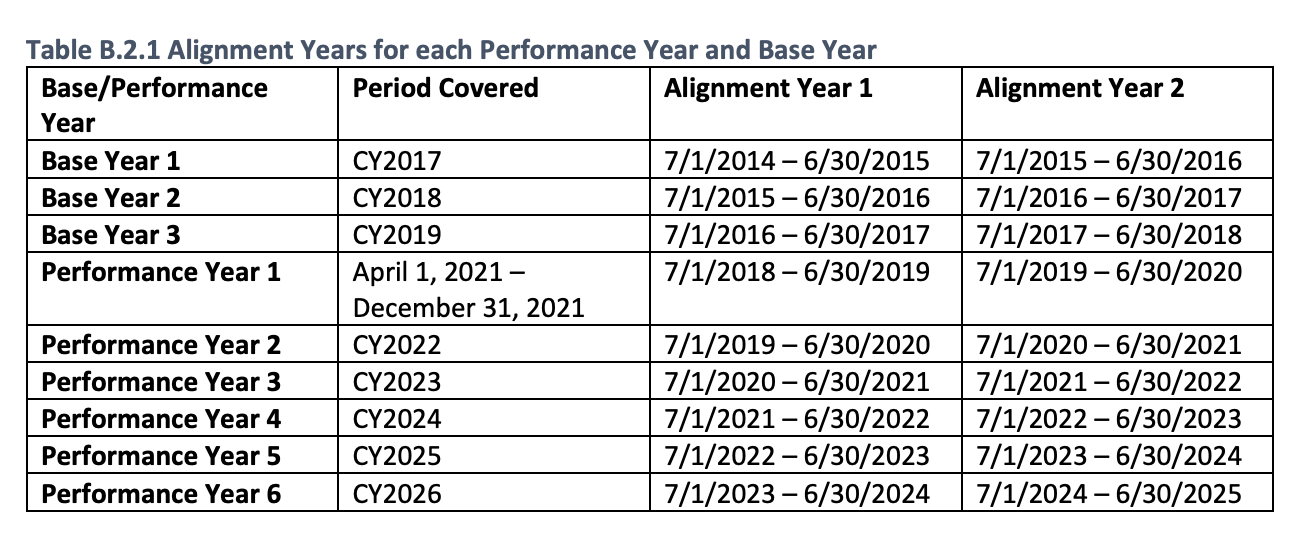 Table B.2.1 Alignment Years for each Performance Year and Base Year
Base/Performance Year Period Covered Alignment Year 1 Alignment Year 2
Base Year 1 CY2017 7/1/2014 – 6/30/2015 7/1/2015 – 6/30/2016
Base Year 2 CY2018 7/1/2015 – 6/30/2016 7/1/2016 – 6/30/2017
Base Year 3 CY2019 7/1/2016 – 6/30/2017 7/1/2017 – 6/30/2018
Performance Year 1 April 1, 2021 – December 31, 2021 7/1/2018 – 6/30/2019 7/1/2019 – 6/30/2020
Performance Year 2 CY2022 7/1/2019 – 6/30/2020 7/1/2020 – 6/30/2021
Performance Year 3 CY2023 7/1/2020 – 6/30/2021 7/1/2021 – 6/30/2022
Performance Year 4 CY2024 7/1/2021 – 6/30/2022 7/1/2022 – 6/30/2023
Performance Year 5 CY2025 7/1/2022 – 6/30/2023 7/1/2023 – 6/30/2024
Performance Year 6 CY2026 7/1/2023 – 6/30/2024 7/1/2024 – 6/30/2025